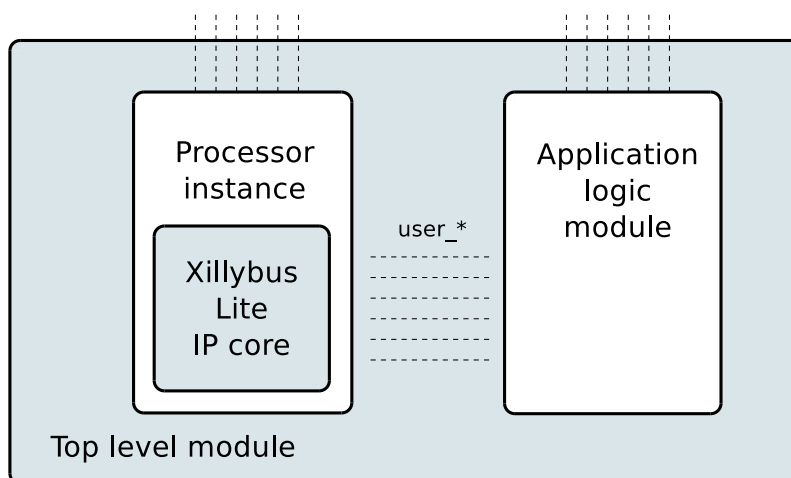 Processor
instance
Application
logic
module
user_*
Xillybus
Lite
IP core
Top level module